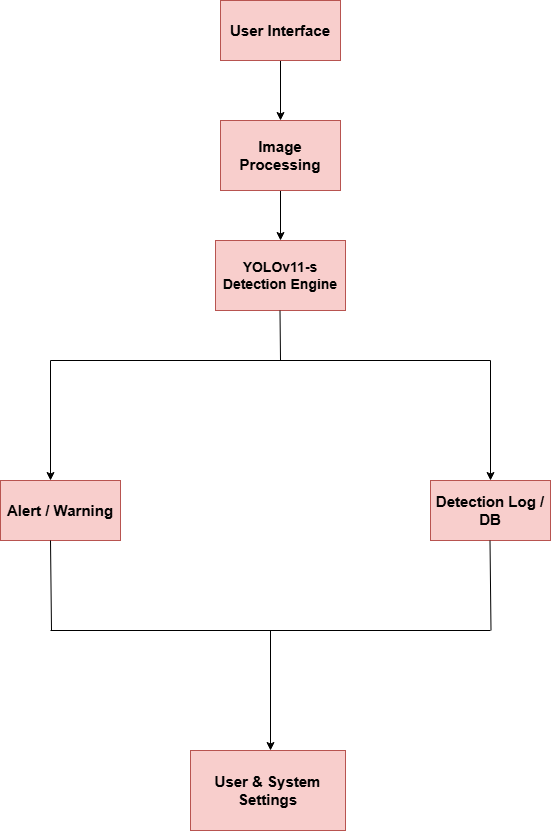 User Interface
Image
Processing
YOLOv11-s
Detection Engine
Alert / Warning
Detection Log /
DB
User & System
Settings